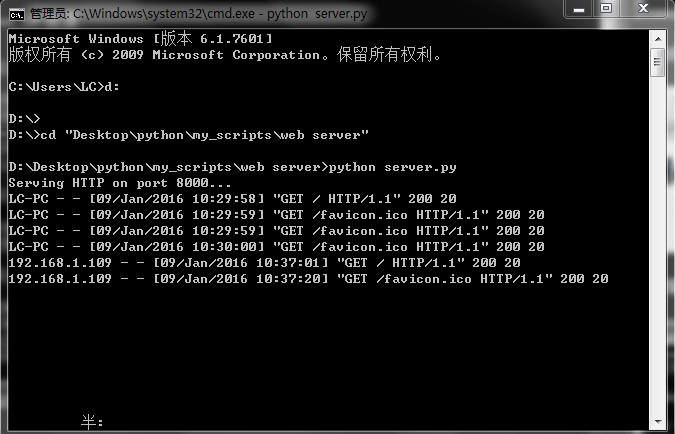 管理员: C:\Windows\system32\cmd.exe - python  server.py
Microsoft Windows [版本 6.1.7601]
版权所有 (c) 2009 Microsoft Corporation。保留所有权利。
C:\Users\LC>d:
D:\>
D:\>cd "Desktop\python\my_scripts\web server"
D:\Desktop\python\my_scripts\web server>python server.py
Serving HTTP on port 8000...
LC-PC - - [09/Jan/2016 10:29:58] "GET / HTTP/1.1" 200 20
LC-PC - - [09/Jan/2016 10:29:59] "GET /favicon.ico HTTP/1.1" 200 20
LC-PC - - [09/Jan/2016 10:29:59] "GET /favicon.ico HTTP/1.1" 200 20
LC-PC - - [09/Jan/2016 10:30:00] "GET /favicon.ico HTTP/1.1" 200 20
192.168.1.109 - - [09/Jan/2016 10:37:01] "GET / HTTP/1.1" 200 20
192.168.1.109 - - [09/Jan/2016 10:37:20] "GET /favicon.ico HTTP/1.1" 200 20
半: